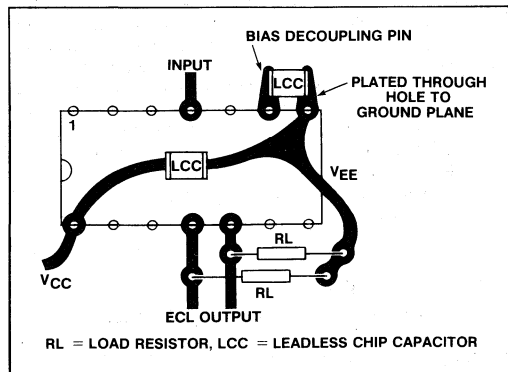 BIAS DECOUPLING PIN
INPUT
LCC
PLATED THROUGH
HOLE TO
GROUND PLANE
1
LCC
VEE
RL
VCC
RL
ECL OUTPUT
RL = LOAD RESISTOR, LCC = LEADLESS CHIP CAPACITOR